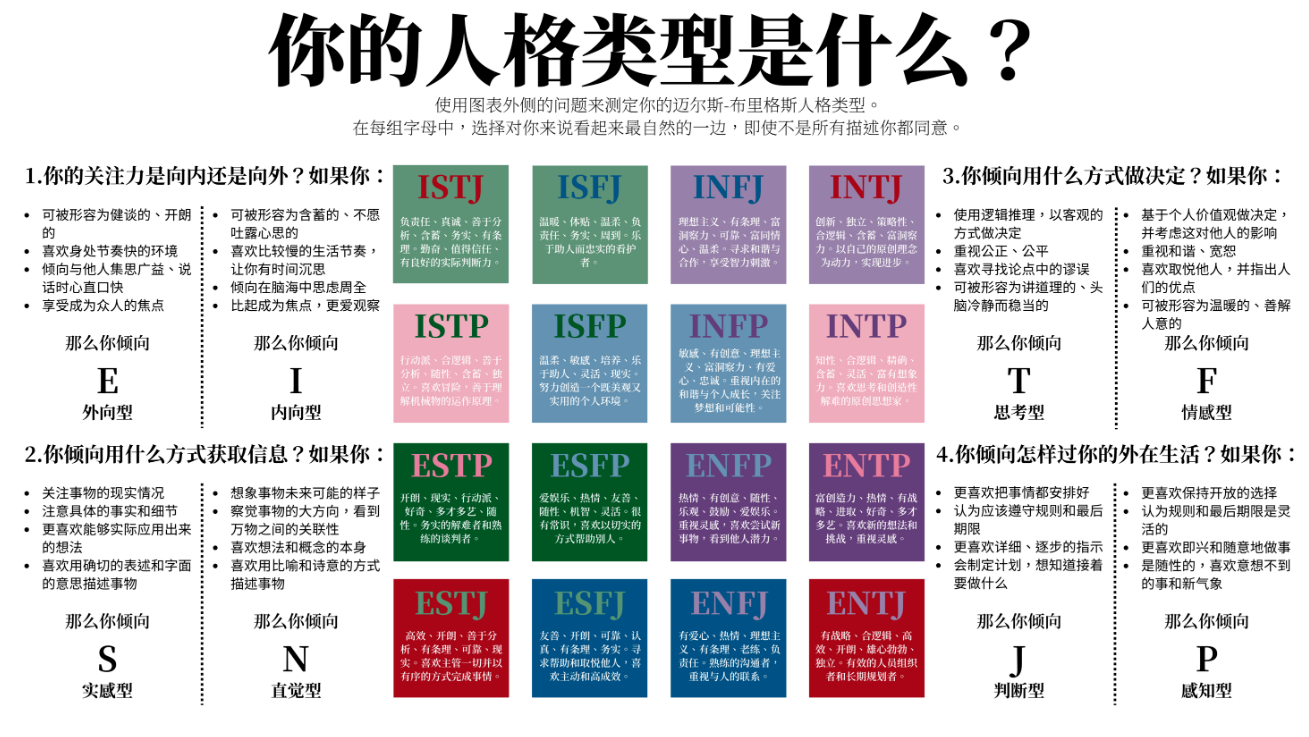 你的人格类型是什么？
使用图表外侧的问题来测定你的迈尔斯-布里格斯人格类型。
在每组字母中，选择对你来说看起来最自然的一边，即使不是所有描述你都同意。
1.你的关注力是向内还是向外？如果你：
• 可被形容为健谈的、开朗
的
• 喜欢身处节奏快的环境
• 倾向与他人集思广益、说
话时心直口快
• 享受成为众人的焦点
那么你倾向
E
外向型
• 可被形容为含蓄的、不愿
吐露心思的
• 喜欢比较慢的生活节奏，
让你有时间沉思
• 倾向在脑海中思虑周全
• 比起成为焦点，更爱观察
那么你倾向
I
内向型
2.你倾向用什么方式获取信息？如果你：
• 关注事物的现实情况
• 注意具体的事实和细节
• 更喜欢能够实际应用出来
的想法
• 喜欢用确切的表述和字面
的意思描述事物
那么你倾向
S
实感型
• 想象事物未来可能的样子
• 察觉事物的大方向，看到
万物之间的关联性
• 喜欢想法和概念的本身
• 喜欢用比喻和诗意的方式
描述事物
那么你倾向
N
直觉型
ISTJ
负责任、真诚、善于分
析、含蓄、务实、有条
理。勤奋、值得信任、
有良好的实际判断力。
ISFJ
温暖、体贴、温柔、负
责任、务实、周到。乐
于助人而忠实的看护
者。
INFJ
理想主义、有条理、富
洞察力、可靠、富同情
心、温柔。寻求和谐与
合作，享受智力刺激。
INTJ
创新、独立、策略性、
合逻辑、含蓄、富洞察
力。以自己的原创理念
为动力，实现进步。
ISTP
行动派、合逻辑、善于
分析、随性、含蓄、独
立。喜欢冒险，善于理
解机械物的运作原理。
ISFP
温柔、敏感、培养、乐
于助人、灵活、现实。
努力创造一个既美观又
实用的个人环境。
INFP
敏感、有创意、理想主
义、富洞察力、有爱
心、忠诚。重视内在的
和谐与个人成长，关注
梦想和可能性。
INTP
知性、合逻辑、精确、
含蓄、灵活、富有想象
力。喜欢思考和创造性
解难的原创思想家。
ESTP
开朗、现实、行动派、
好奇、多才多艺、随
性。务实的解难者和熟
练的谈判者。
ESFP
爱娱乐、热情、友善、
随性、机智、灵活。很
有常识，喜欢以切实的
方式帮助别人。
ENFP
热情、有创意、随性、
乐观、鼓励、爱娱乐。
重视灵感，喜欢尝试新
事物，看到他人潜力。
ENTP
富创造力、热情、有战
略、进取、好奇、多才
多艺。喜欢新的想法和
挑战，重视灵感。
ESTJ
高效、开朗、善于分
析、有条理、可靠、现
实。喜欢主管一切并以
有序的方式完成事情。
ESFJ
友善、开朗、可靠、认
真、有条理、务实。寻
求帮助和取悦他人，喜
欢主动和高成效。
ENFJ
有爱心、热情、理想主
义、有条理、老练、负
责任。熟练的沟通者，
重视与人的联系。
ENTJ
有战略、合逻辑、高
效、开朗、雄心勃勃、
独立。有效的人员组织
者和长期规划者。
3.你倾向用什么方式做决定？如果你：
• 使用逻辑推理，以客观的
方式做决定
• 重视公正、公平
• 喜欢寻找论点中的谬误
• 可被形容为讲道理的、头
脑冷静而稳当的
那么你倾向
T
思考型
• 基于个人价值观做决定，
并考虑这对他人的影响
• 重视和谐、宽恕
• 喜欢取悦他人，并指出人
们的优点
• 可被形容为温暖的、善解
人意的
那么你倾向
F
情感型
4.你倾向怎样过你的外在生活？如果你：
• 更喜欢把事情都安排好
• 认为应该遵守规则和最后
期限
• 更喜欢详细、逐步的指示
• 会制定计划，想知道接着
要做什么
那么你倾向
J
判断型
• 更喜欢保持开放的选择
• 认为规则和最后期限是灵
活的
• 更喜欢即兴和随意地做事
• 是随性的，喜欢意想不到
的事和新气象
那么你倾向
P
感知型